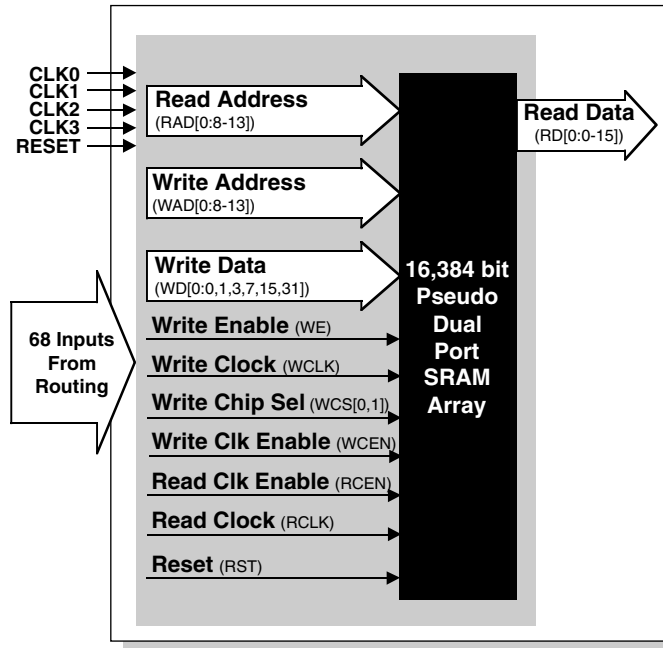 CLK0
CLK1
CLK2
CLK3
RESET
Read Address
(RAD[0:8-13])
Write Address
(WAD[0:8-13])
Write Data
(WD[0:0,1,3,7,15,31])
Write Enable (WE)
Write Clock (WCLK)
Write Chip Sel (WCS[0,1])
Write Clk Enable (WCEN)
Read Clk Enable (RCEN)
Read Clock (RCLK)
Reset (RST)
68 Inputs
From
Routing
16,384 bit
Pseudo
Dual
Port
SRAM
Array
Read Data
(RD[0:0-15])